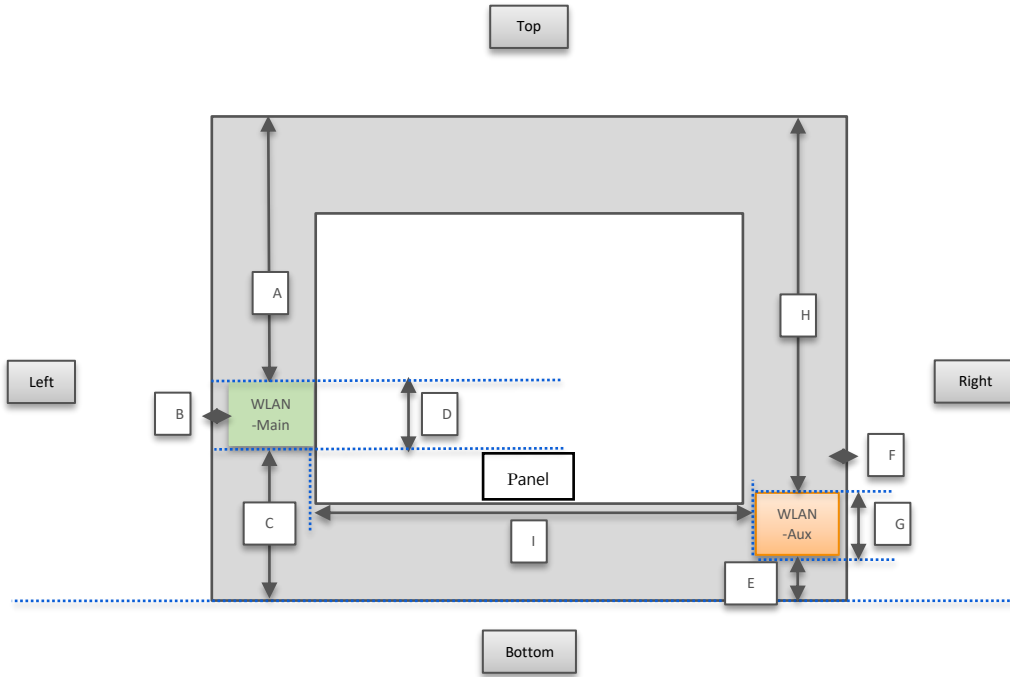 Top
A
H
Left
Right
WLAN
-Main
B
D
F
Panel
WLAN
-Aux
C
G
I
E
Bottom